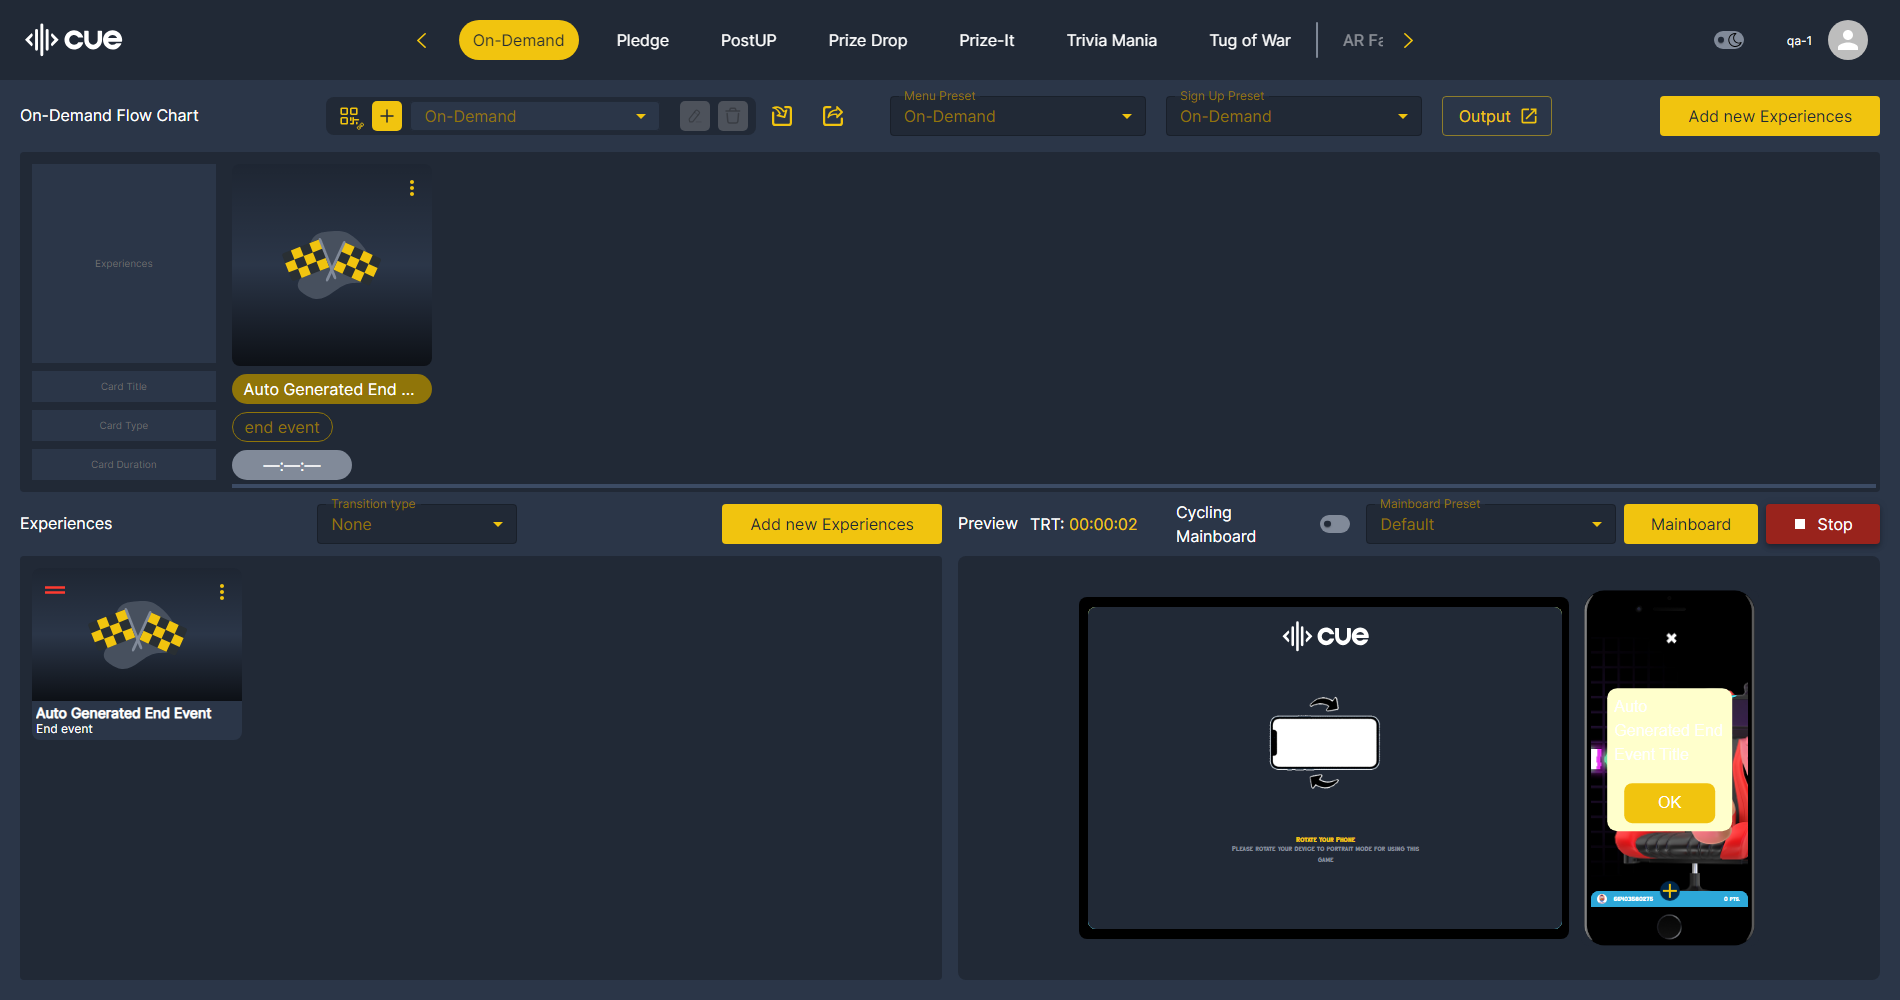 cue
On-Demand
Pledge
PostUP
Prize Drop
Prize-It
Trivia Mania
Tug of War
AR Fa
qa-1
On-Demand Flow Chart
On-Demand
Menu Preset
On-Demand
Sign Up Preset
On-Demand
Output
Add new Experiences
Experiences
Card Title
Card Type
Card Duration
Auto Generated End ...
end event
—:—:—
Experiences
Transition type
None
Add new Experiences
Preview
TRT: 00:00:02
Cycling
Mainboard
Mainboard Preset
Default
Mainboard
Stop
Auto Generated End Event
End event
cue
Rotate Your Phone
Please rotate your device to portrait mode for using this
game
Auto
Generated End
Event Title
OK
0 PTS.